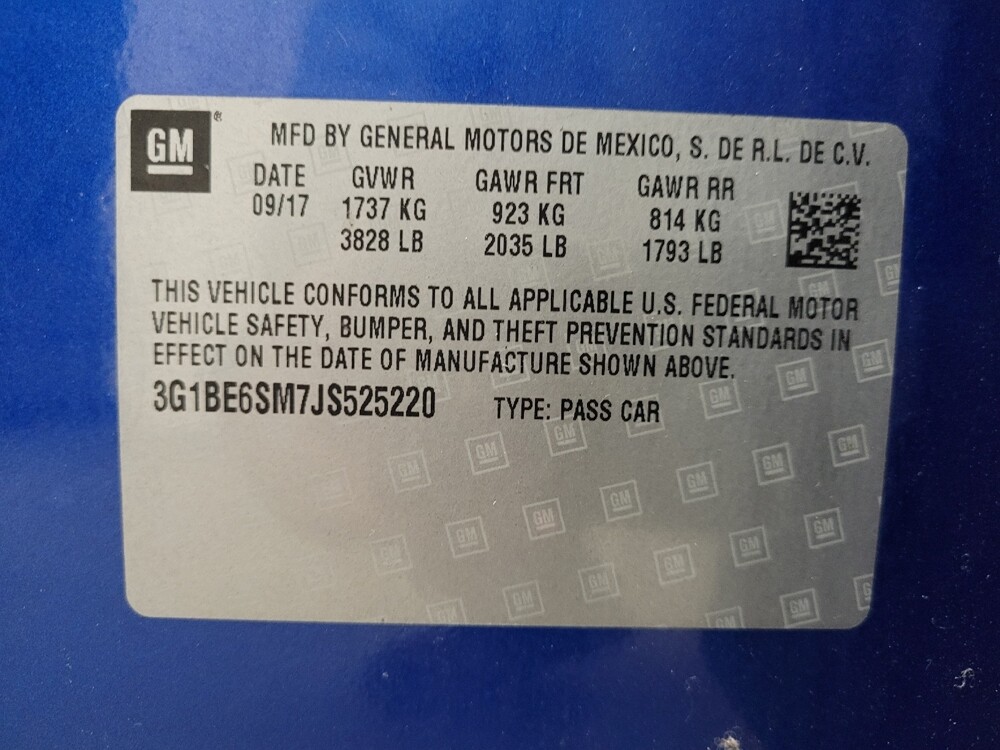 GM®
MFD BY GENERAL MOTORS DE MEXICO, S. DE R.L. DE C.V.
DATE GVWR GAWR FRT GAWR RR
09/17 1737 KG 923 KG 814 KG
3828 LB 2035 LB 1793 LB
THIS VEHICLE CONFORMS TO ALL APPLICABLE U.S. FEDERAL MOTOR
VEHICLE SAFETY, BUMPER, AND THEFT PREVENTION STANDARDS IN
EFFECT ON THE DATE OF MANUFACTURE SHOWN ABOVE.
3G1BE6SM7JS525220 TYPE: PASS CAR